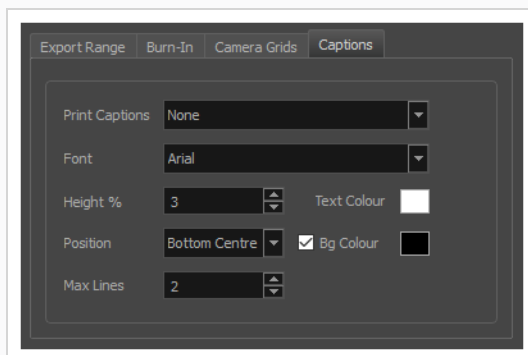 Export Range Burn-In Camera Grids Captions
Print Captions None
Font Arial
Height % 3 Text Colour
Position Bottom Centre Bg Colour
Max Lines 2